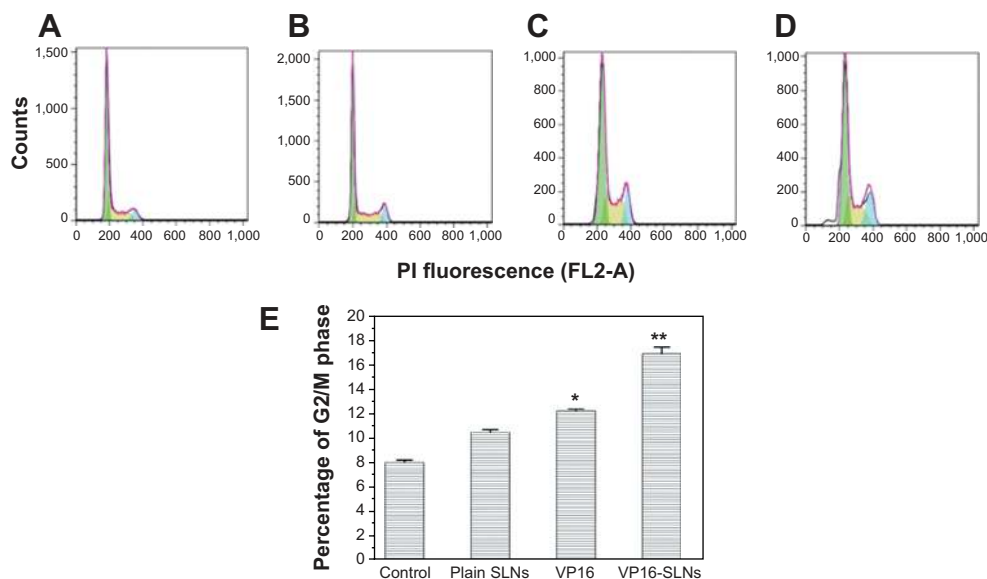 A
B
C
D
Counts
1,500
1,000
500
0
0 200 400 600 800 1,000
2,000
1,500
1,000
500
0
0 200 400 600 800 1,000
1,000
800
600
400
200
0
0 200 400 600 800 1,000
1,000
800
600
400
200
0
0 200 400 600 800 1,000
PI fluorescence (FL2-A)
E
Percentage of G2/M phase
20
18
16
14
12
10
8
6
4
2
0
*
**
Control Plain SLNs VP16 VP16-SLNs